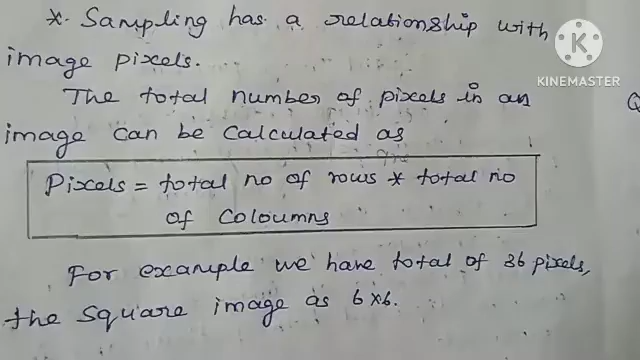 * Sampling has a relationship with
image pixels.
KINEMASTER
The total number of pixels in an
image can be calculated as
Pixels = total no of rows * total no
of Coloumns
For example we have total of 36 pixels,
the square image as 6x6.